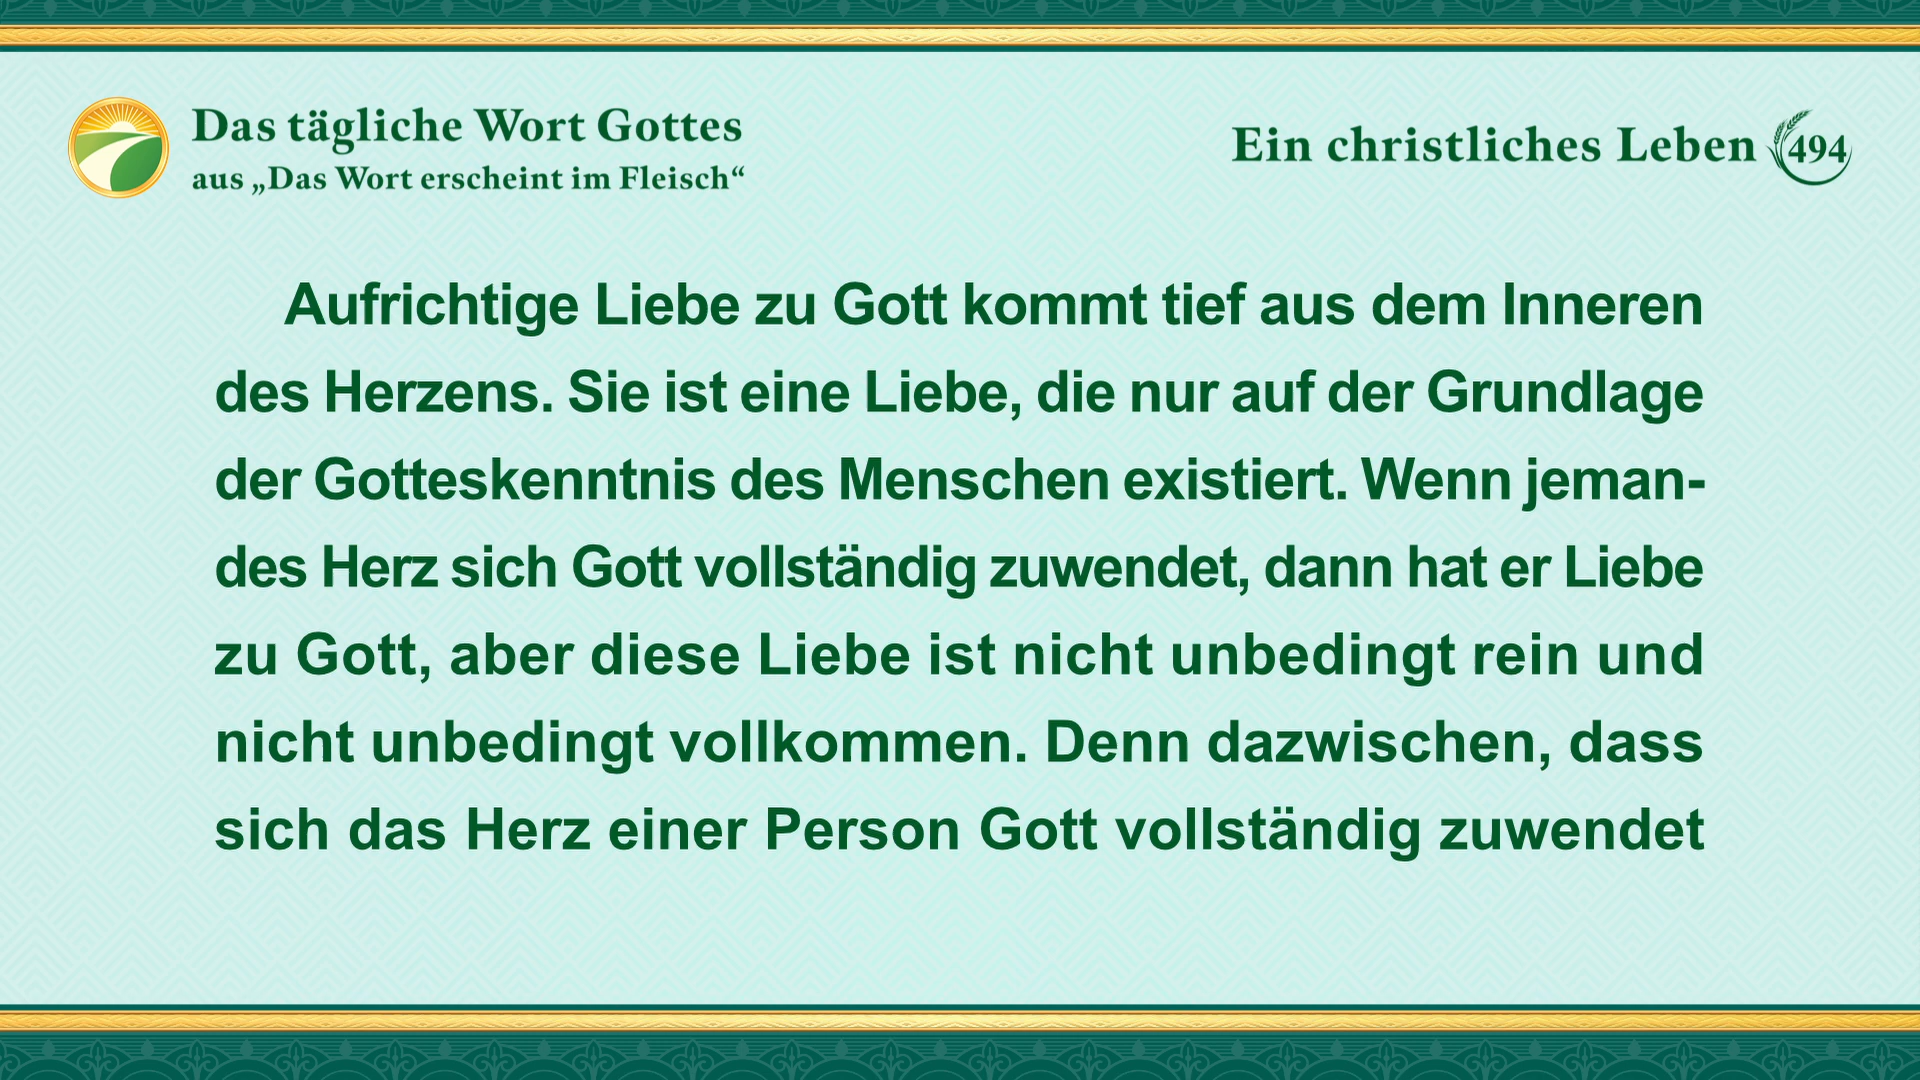 Das tägliche Wort Gottes
aus „Das Wort erscheint im Fleisch“
Ein christliches Leben 494
Aufrichtige Liebe zu Gott kommt tief aus dem Inneren
des Herzens. Sie ist eine Liebe, die nur auf der Grundlage
der Gotteskenntnis des Menschen existiert. Wenn jeman-
des Herz sich Gott vollständig zuwendet, dann hat er Liebe
zu Gott, aber diese Liebe ist nicht unbedingt rein und
nicht unbedingt vollkommen. Denn dazwischen, dass
sich das Herz einer Person Gott vollständig zuwendet